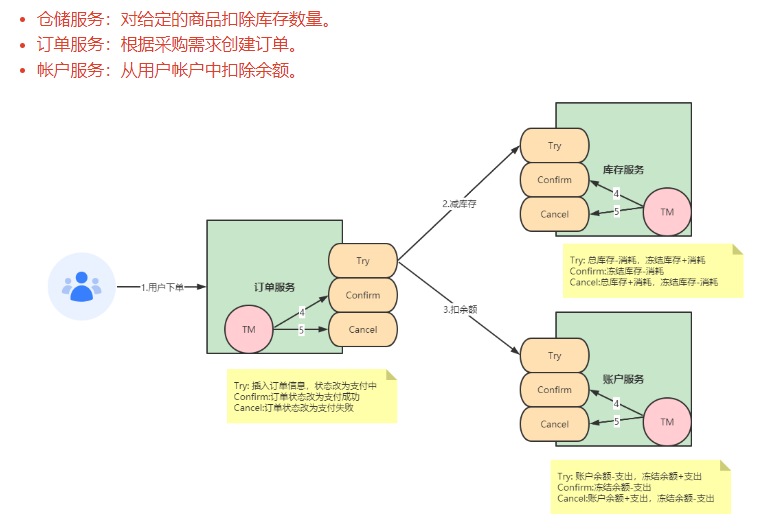 仓储服务：对给定的商品扣除库存数量。
订单服务：根据采购需求创建订单。
帐户服务：从用户帐户中扣除余额。
1.用户下单
订单服务
Try
Confirm
Cancel
TM
4
5
Try: 插入订单信息，状态改为支付中
Confirm:订单状态改为支付成功
Cancel:订单状态改为支付失败
2.减库存
3.扣余额
Try
Confirm
Cancel
库存服务
TM
4
5
Try: 总库存-消耗，冻结库存+消耗
Confirm:冻结库存-消耗
Cancel:总库存+消耗，冻结库存-消耗
Try
Confirm
Cancel
账户服务
TM
4
5
Try: 账户余额-支出，冻结余额+支出
Confirm:冻结余额-支出
Cancel:账户余额+支出，冻结余额-支出